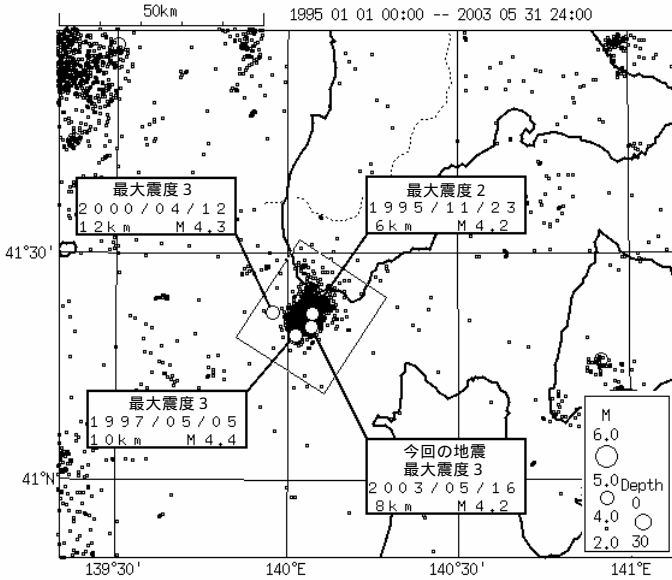 50km
1995 01 01 00:00 -- 2003 05 31 24:00
最大震度3
2000/04/12
12km M4.3
最大震度2
1995/11/23
6km M4.2
41°30'
最大震度3
1997/05/05
10km M4.4
今回の地震
最大震度3
2003/05/16
8km M4.2
41°N
M
6.0
5.0
4.0
2.0
Depth
0
30
139°30'
140°E
140°30'
141°E